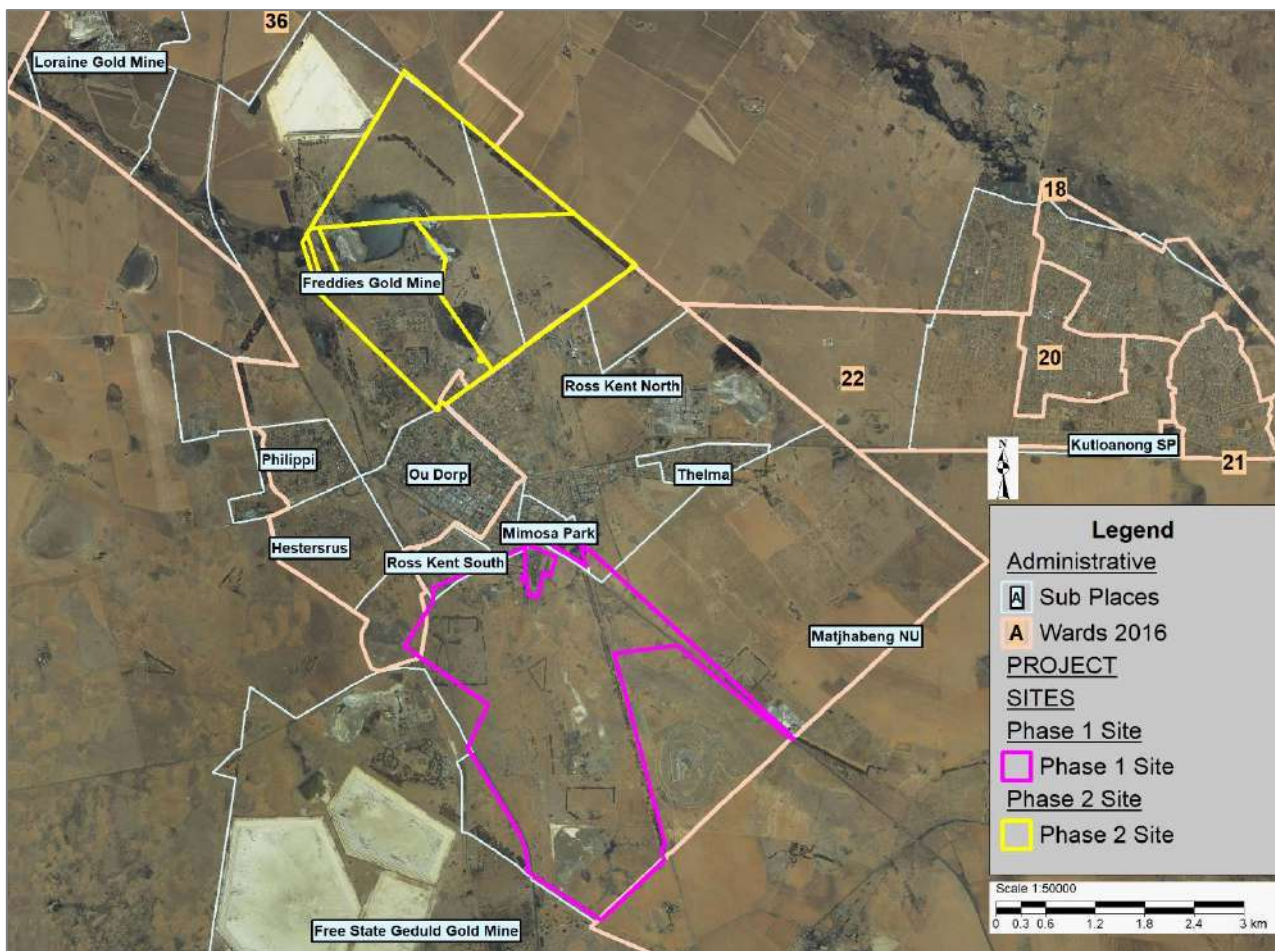 36
Loraine Gold Mine
18
Freddies Gold Mine
20
22
Ross Kent North
Kutloanong SP
21
Philippi
Ou Dorp
Thelma
N
Mimosa Park
Hestersrus
Ross Kent South
Matjhabeng NU
Free State Geduld Gold Mine
Legend
Administrative
A Sub Places
A Wards 2016
PROJECT
SITES
Phase 1 Site
Phase 1 Site
Phase 2 Site
Phase 2 Site
Scale 1:50000
0 0.3 0.6 1.2 1.8 2.4 3 km